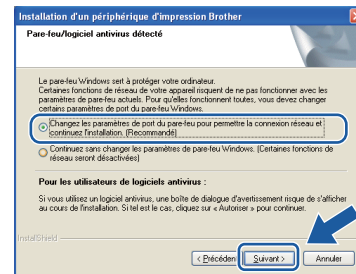 Installation d'un périphérique d'impression Brother
Pare-feu/logiciel antivirus détecté
Le pare-feu Windows sert à protéger votre ordinateur.
Certaines fonctions de réseau de votre appareil risquent de ne pas fonctionner avec les
paramètres de pare-feu actuels. Pour qu'elles fonctionnent toutes, vous devez changer
certains paramètres de port du pare-feu Windows.
Changez les paramètres de port du pare-feu pour permettre la connexion réseau et
continuez l'installation. (Recommandé)
Continuez sans changer les paramètres de pare-feu Windows. (Certaines fonctions de
réseau seront désactivées)
Pour les utilisateurs de logiciels antivirus :
Si vous utilisez un logiciel antivirus, une boîte de dialogue d'avertissement risque de s'afficher
au cours de l'installation. Si tel est le cas, cliquez sur « Autoriser » pour continuer.
InstallShield
< Précédent
Suivant >
Annuler